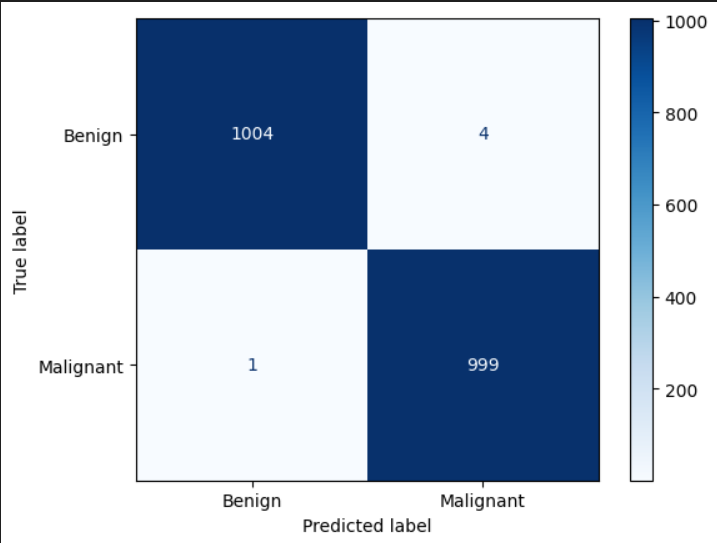 1000
Benign
1004
4
800
600
True label
400
Malignant
1
999
200
Benign
Malignant
Predicted label